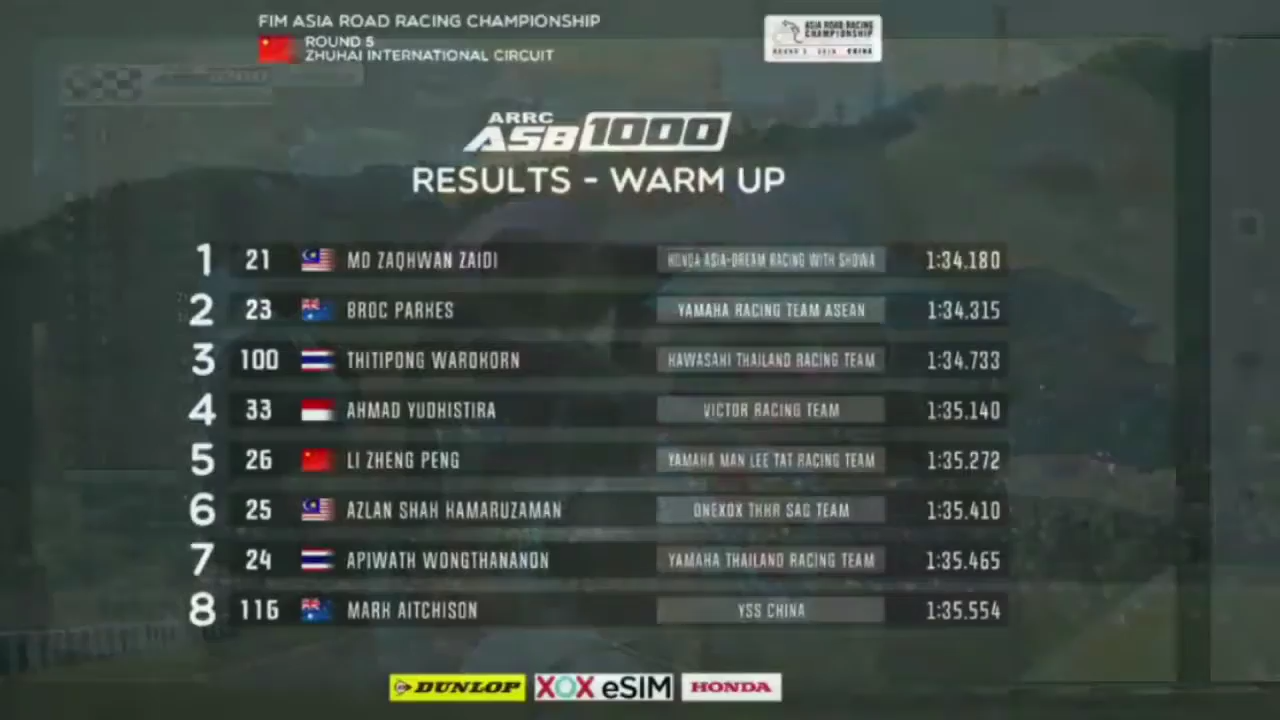 FIM ASIA ROAD RACING CHAMPIONSHIP
ROUND 5
ZHUHAI INTERNATIONAL CIRCUIT
ASIA ROAD RACING
CHAMPIONSHIP
ARRC
ASB1000
RESULTS - WARM UP
1 21 MD ZAQHWAN ZAIDI HONDA ASIA-DREAM RACING WITH SHOWA 1:34.180
2 23 BROC PARKES YAMAHA RACING TEAM ASEAN 1:34.315
3 100 THITIPONG WAROKORN KAWASAKI THAILAND RACING TEAM 1:34.733
4 33 AHMAD YUDHISTIRA VICTOR RACING TEAM 1:35.140
5 26 LI ZHENG PENG YAMAHA MAN LEE TAT RACING TEAM 1:35.272
6 25 AZLAN SHAH KAMARUZAMAN ONEXOX TKKR SAG TEAM 1:35.410
7 24 APIWATH WONGTHANANON YAMAHA THAILAND RACING TEAM 1:35.465
8 116 MARK AITCHISON YSS CHINA 1:35.554
DUNLOP XOX eSIM HONDA